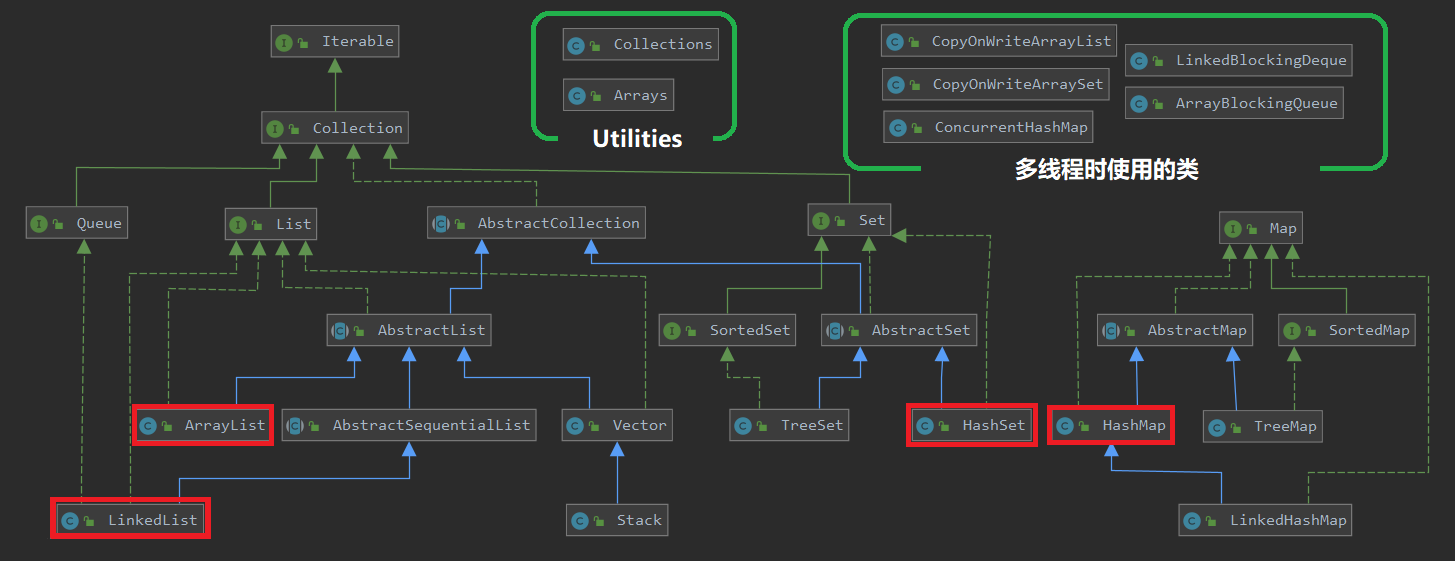 Iterable
Collections
Arrays
Utilities
CopyOnWriteArrayList
CopyOnWriteArraySet
ConcurrentHashMap
LinkedBlockingDeque
ArrayBlockingQueue
多线程时使用的类
Collection
Queue
List
AbstractCollection
Set
Map
AbstractList
SortedSet
AbstractSet
AbstractMap
SortedMap
ArrayList
AbstractSequentialList
Vector
TreeSet
HashSet
HashMap
TreeMap
LinkedList
Stack
LinkedHashMap